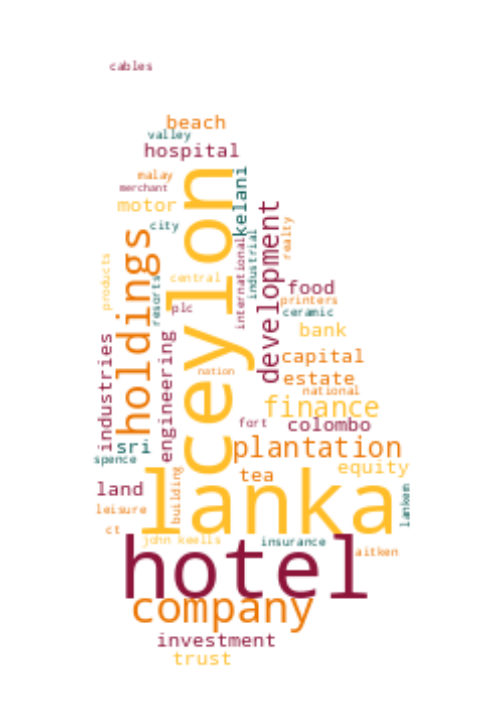 cables
beach
valley
hospital
malay
merchant
motor
city
kelani
ceylon
holdings
development
international
industrial
realty
products
resorts
central
plc
food
printers
ceramic
bank
industries
engineering
nation
capital
estate
national
finance
fort
colombo
sri
spence
plantation
tea
equity
land
lanka
building
leisure
lankem
ct
john keells
insurance
aitken
hotel
company
investment
trust